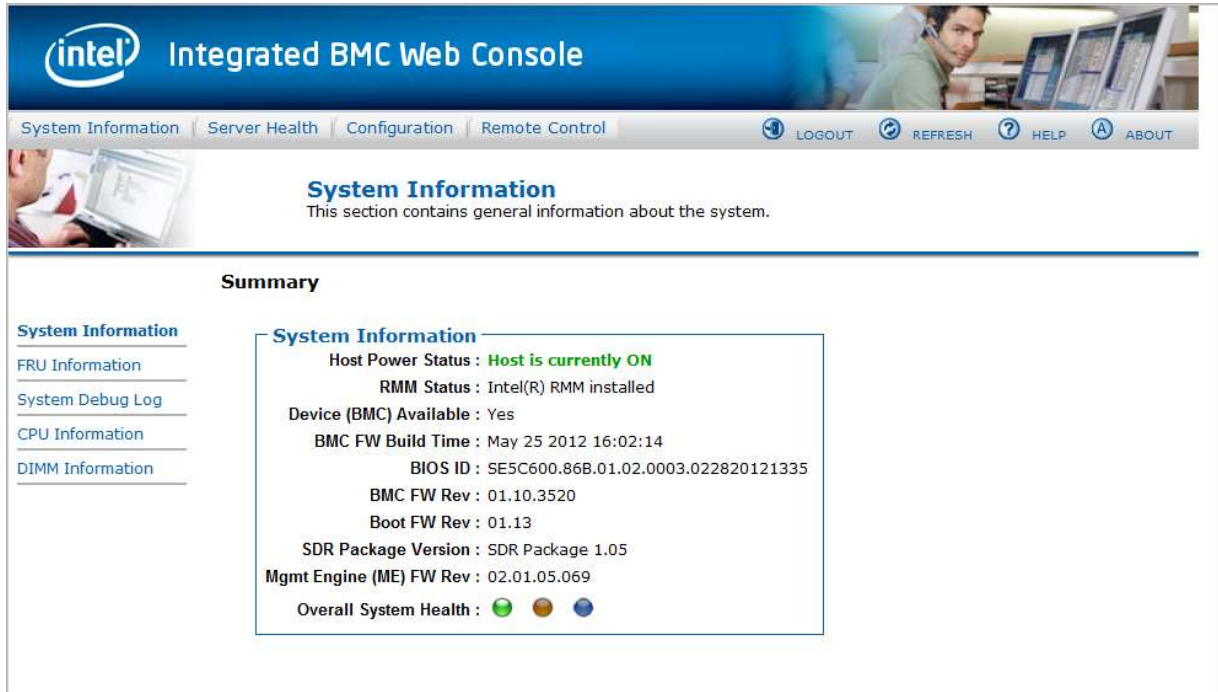 intel Integrated BMC Web Console
System Information Server Health Configuration Remote Control LOGOUT REFRESH HELP ABOUT
System Information
This section contains general information about the system.
Summary
System Information
FRU Information
System Debug Log
CPU Information
DIMM Information
System Information
Host Power Status : Host is currently ON
RMM Status : Intel(R) RMM installed
Device (BMC) Available : Yes
BMC FW Build Time : May 25 2012 16:02:14
BIOS ID : SE5C600.86B.01.02.0003.022820121335
BMC FW Rev : 01.10.3520
Boot FW Rev : 01.13
SDR Package Version : SDR Package 1.05
Mgmt Engine (ME) FW Rev : 02.01.05.069
Overall System Health :